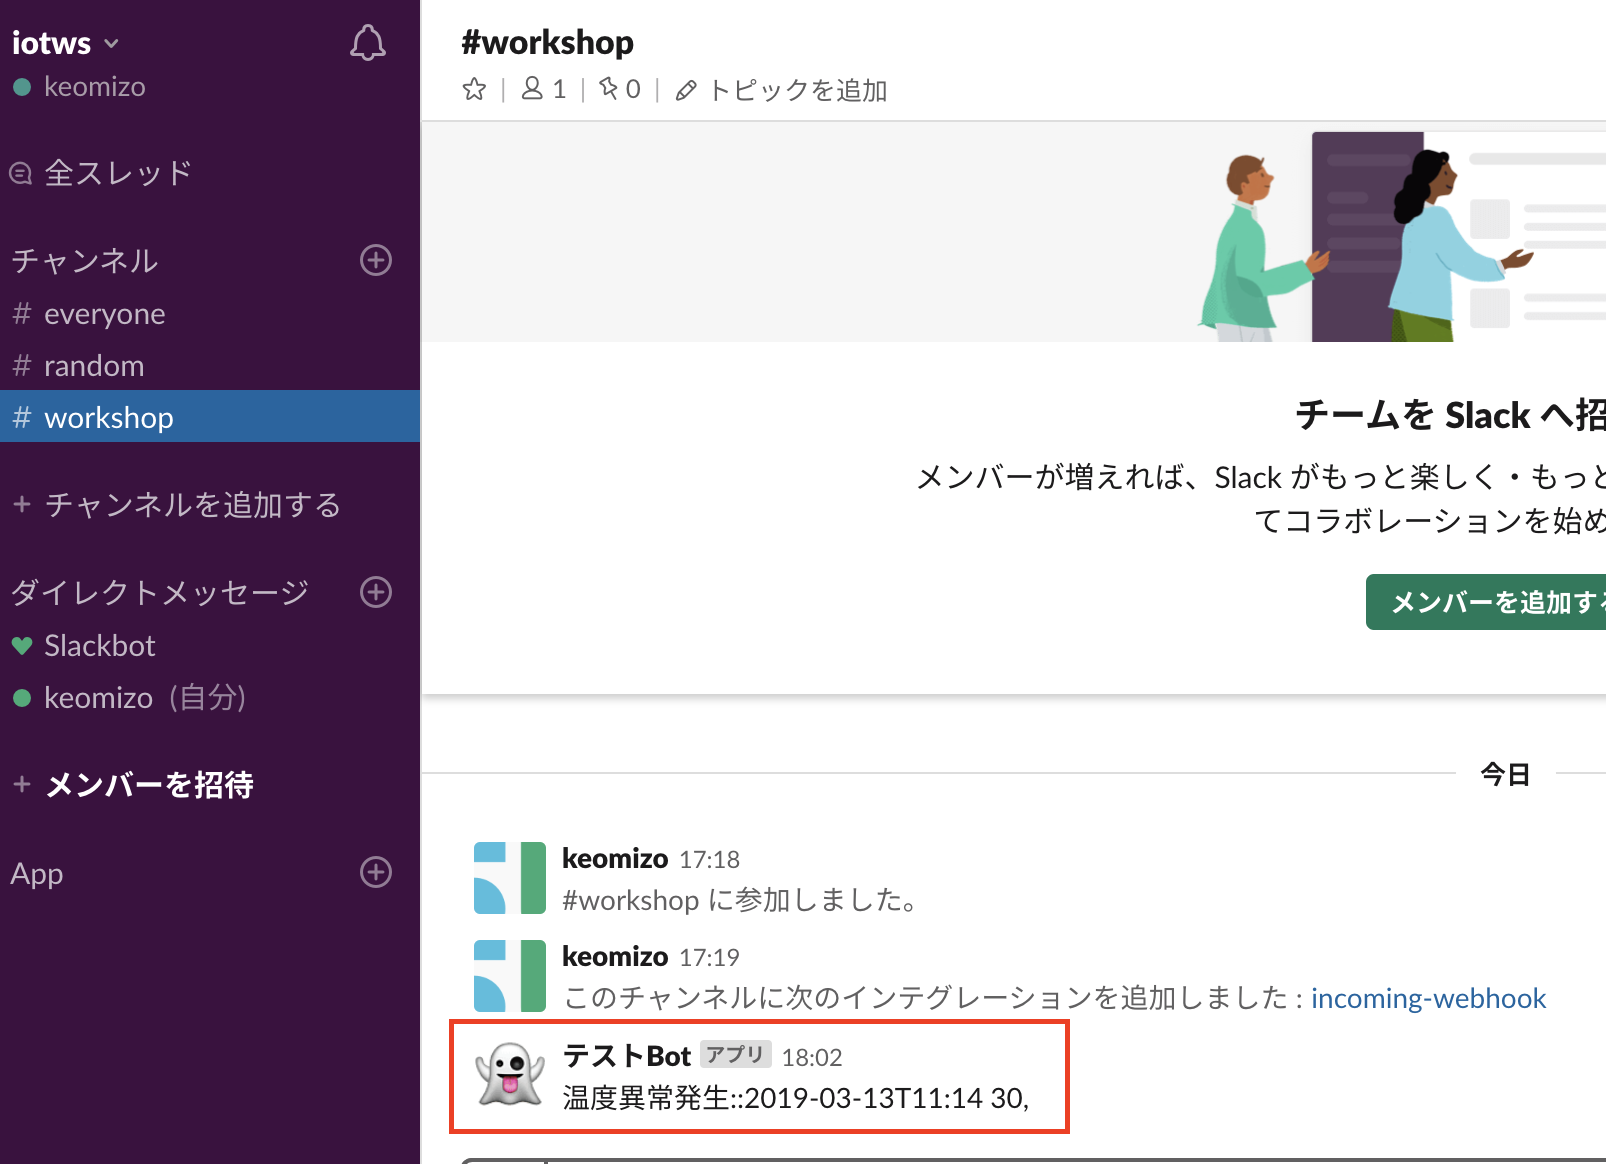 iotws
keomizo
全スレッド
チャンネル
# everyone
# random
# workshop
+ チャンネルを追加する
ダイレクトメッセージ
Slackbot
keomizo (自分)
+ メンバーを招待
App
#workshop
1 | 0 | トピックを追加
チームを Slack へ招
メンバーが増えれば、Slack がもっと楽しく・もっと
てコラボレーションを始め
メンバーを追加する
今日
keomizo 17:18
#workshop に参加しました。
keomizo 17:19
このチャンネルに次のインテグレーションを追加しました : incoming-webhook
テストBot アプリ 18:02
温度異常発生::2019-03-13T11:14 30,